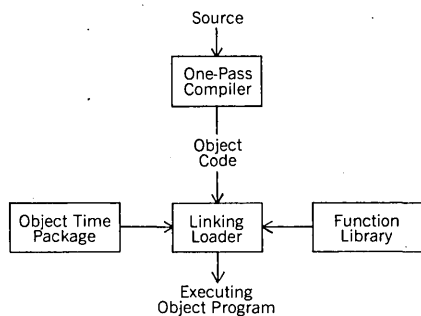 Source
One-Pass
Compiler
Object
Code
Object Time
Package
Linking
Loader
Function
Library
Executing
Object Program